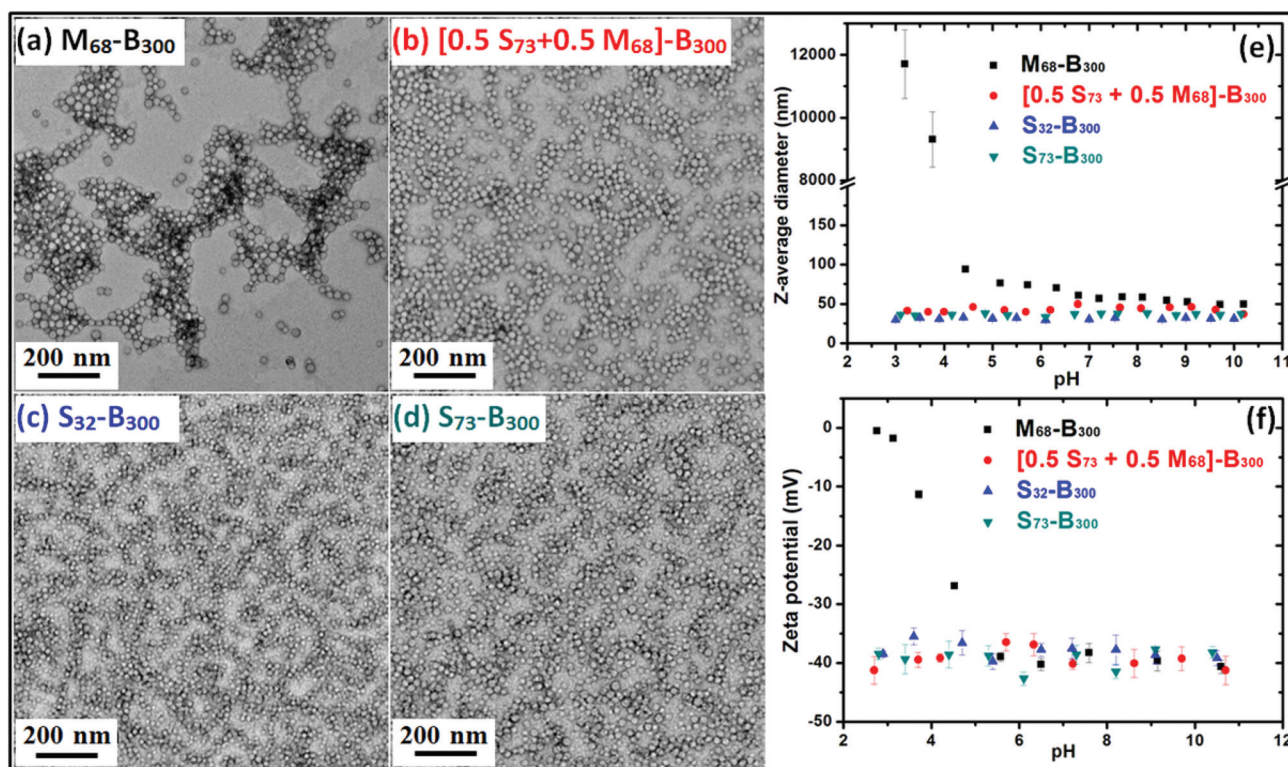 (a) M68-B300
200 nm
(b) [0.5 S73+0.5 M68]-B300
200 nm
(c) S32-B300
200 nm
(d) S73-B300
200 nm
(e)
M68-B300
[0.5 S73 + 0.5 M68]-B300
S32-B300
S73-B300
Z-average diameter (nm)
12000
10000
8000
150
100
50
0
2 3 4 5 6 7 8 9 10 11
pH
(f)
M68-B300
[0.5 S73 + 0.5 M68]-B300
S32-B300
S73-B300
Zeta potential (mV)
0
-10
-20
-30
-40
-50
2 4 6 8 10 12
pH